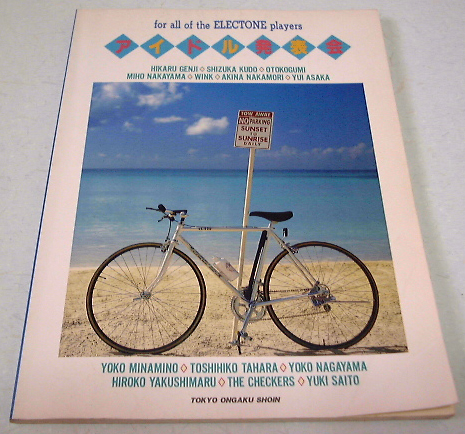 for all of the ELECTONE players
アイドル発表会
HIKARU GENJI◇SHIZUKA KUDO◇OTOKOGUMI
MIHO NAKAYAMA◇WINK◇AKINA NAKAMORI◇YUI ASAKA
TOW AWAY
NO PARKING
SUNSET
TO
SUNRISE
DAILY
YOKO MINAMINO◇TOSHIHIKO TAHARA◇YOKO NAGAYAMA
HIROKO YAKUSHIMARU◇THE CHECKERS◇YUKI SAITO
TOKYO ONGAKU SHOIN